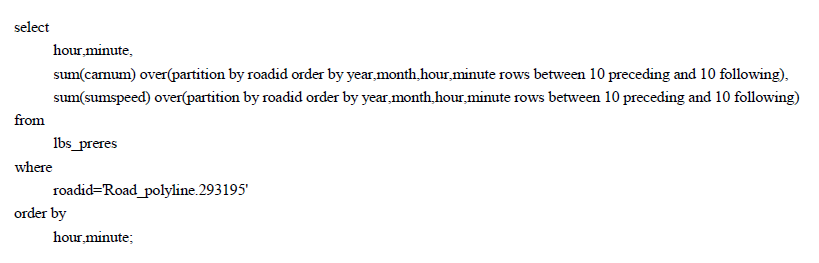 select
hour,minute,
sum(carnum) over(partition by roadid order by year,month,hour,minute rows between 10 preceding and 10 following),
sum(sumspeed) over(partition by roadid order by year,month,hour,minute rows between 10 preceding and 10 following)
from
lbs_preres
where
roadid='Road_polyline.293195'
order by
hour,minute;